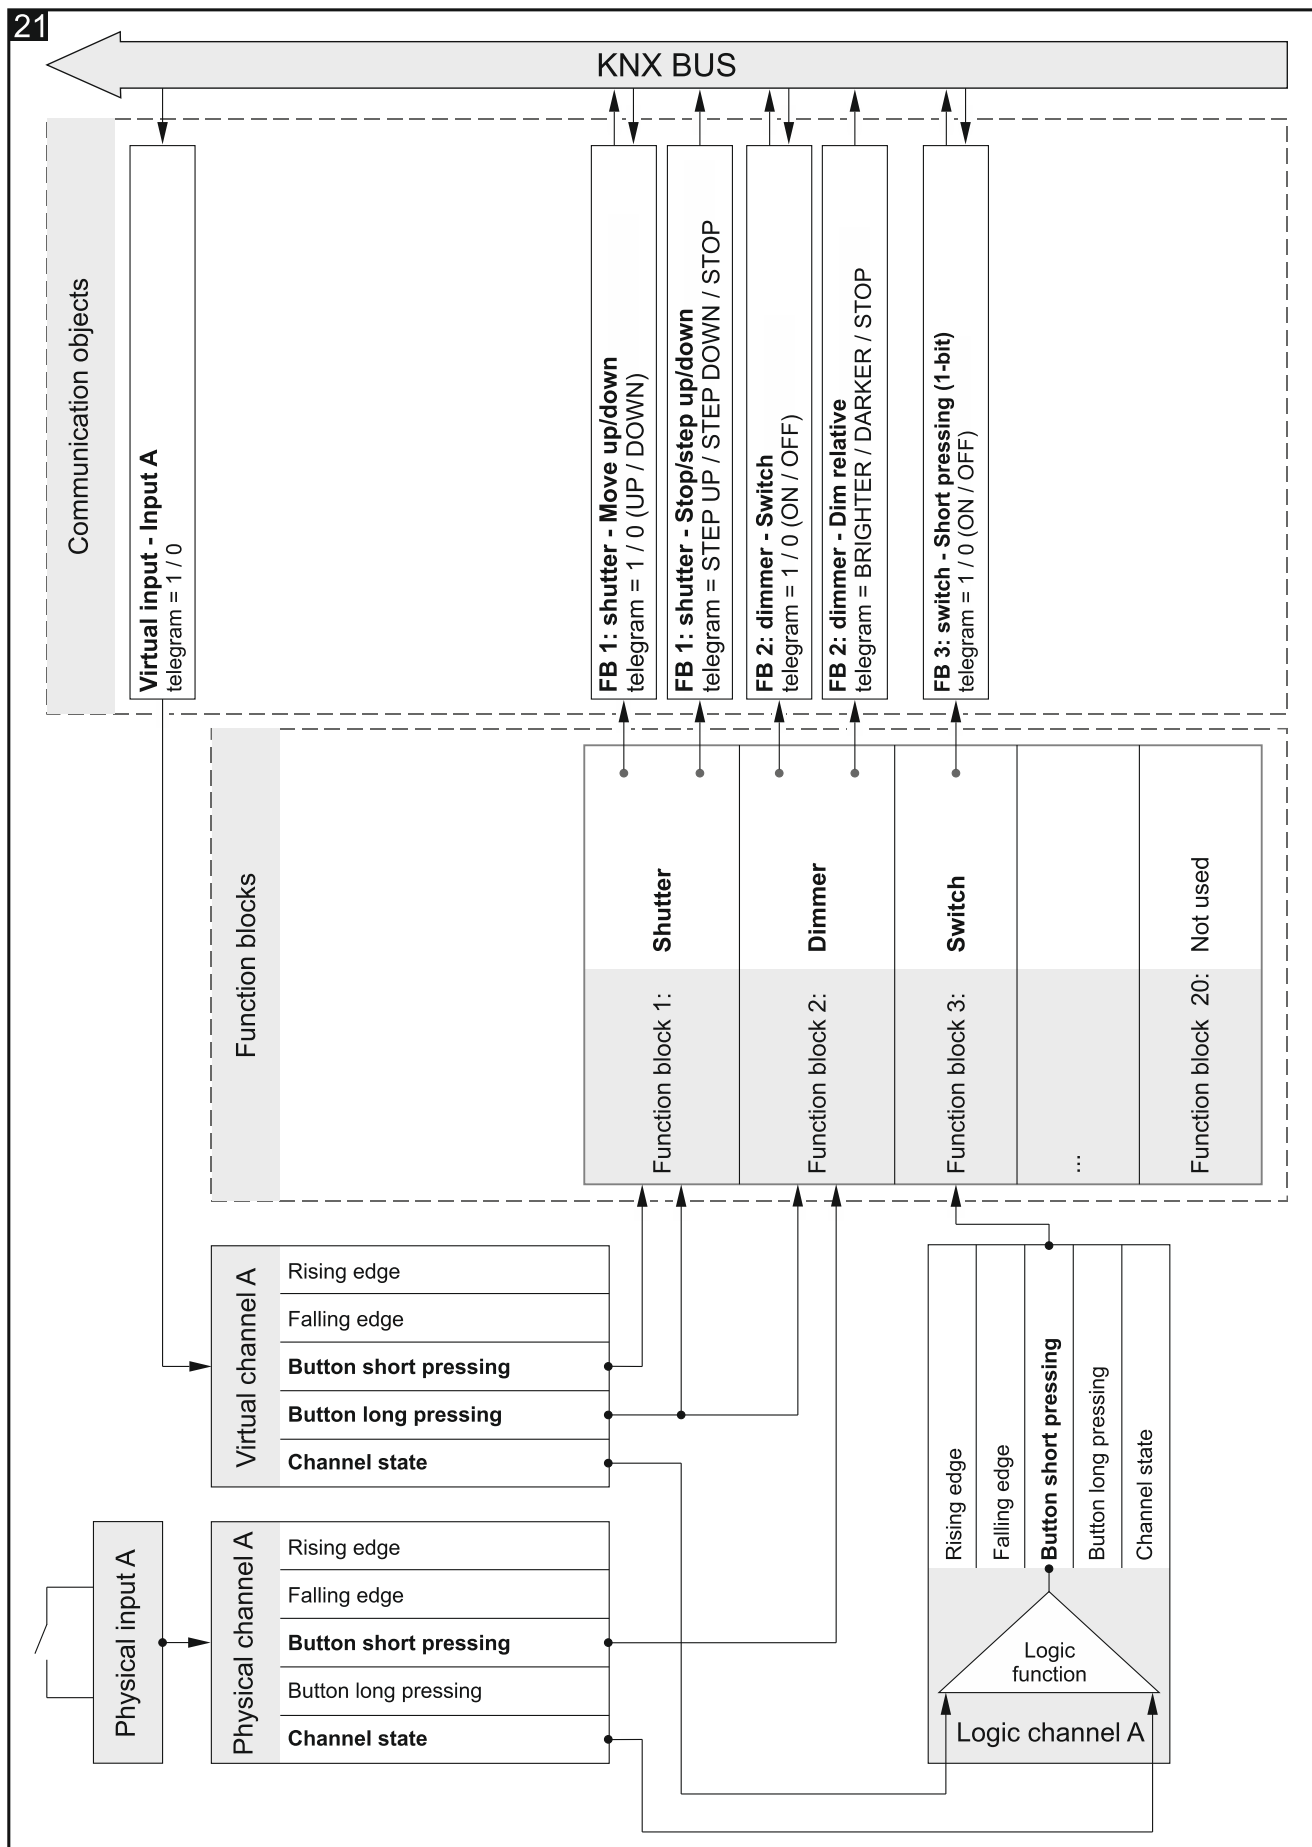 21
KNX BUS
Communication objects
Virtual input - Input A
telegram = 1 / 0
FB 1: shutter - Move up/down
telegram = 1 / 0 (UP / DOWN)
FB 1: shutter - Stop/step up/down
telegram = STEP UP / STEP DOWN / STOP
FB 2: dimmer - Switch
telegram = 1 / 0 (ON / OFF)
FB 2: dimmer - Dim relative
telegram = BRIGHTER / DARKER / STOP
FB 3: switch - Short pressing (1-bit)
telegram = 1 / 0 (ON / OFF)
Function blocks
Function block 1: Shutter
Function block 2: Dimmer
Function block 3: Switch
...
Function block 20: Not used
Virtual channel A
Rising edge
Falling edge
Button short pressing
Button long pressing
Channel state
Physical input A
Physical channel A
Rising edge
Falling edge
Button short pressing
Button long pressing
Channel state
Rising edge
Falling edge
Button short pressing
Button long pressing
Channel state
Logic
function
Logic channel A